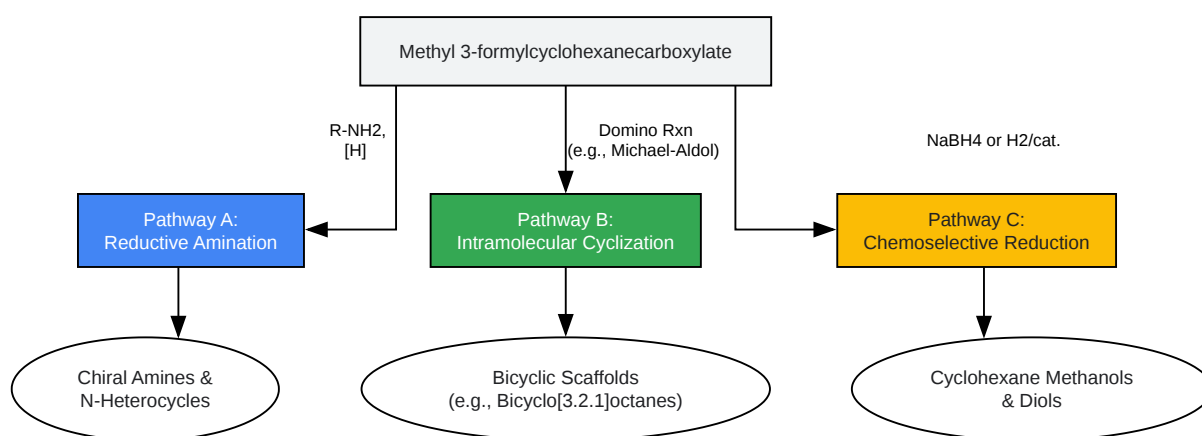 Methyl 3-formylcyclohexanecarboxylate
R-NH2,
[H]
Domino Rxn
(e.g., Michael-Aldol)
NaBH4 or H2/cat.
Pathway A:
Reductive Amination
Pathway B:
Intramolecular Cyclization
Pathway C:
Chemoselective Reduction
Chiral Amines &
N-Heterocycles
Bicyclic Scaffolds
(e.g., Bicyclo[3.2.1]octanes)
Cyclohexane Methanols
& Diols